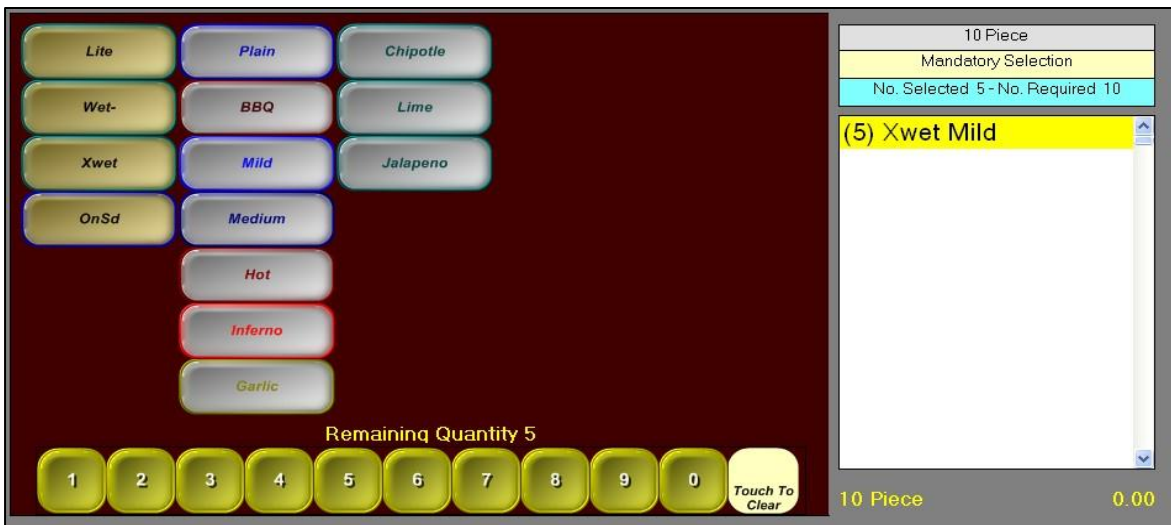 Lite
Plain
Chipotle
Wet-
BBQ
Lime
Xwet
Mild
Jalapeno
OnSd
Medium
Hot
Inferno
Garlic
Remaining Quantity 5
1 2 3 4 5 6 7 8 9 0
Touch To
Clear
10 Piece
Mandatory Selection
No. Selected 5 - No. Required 10
(5) Xwet Mild
10 Piece 0.00